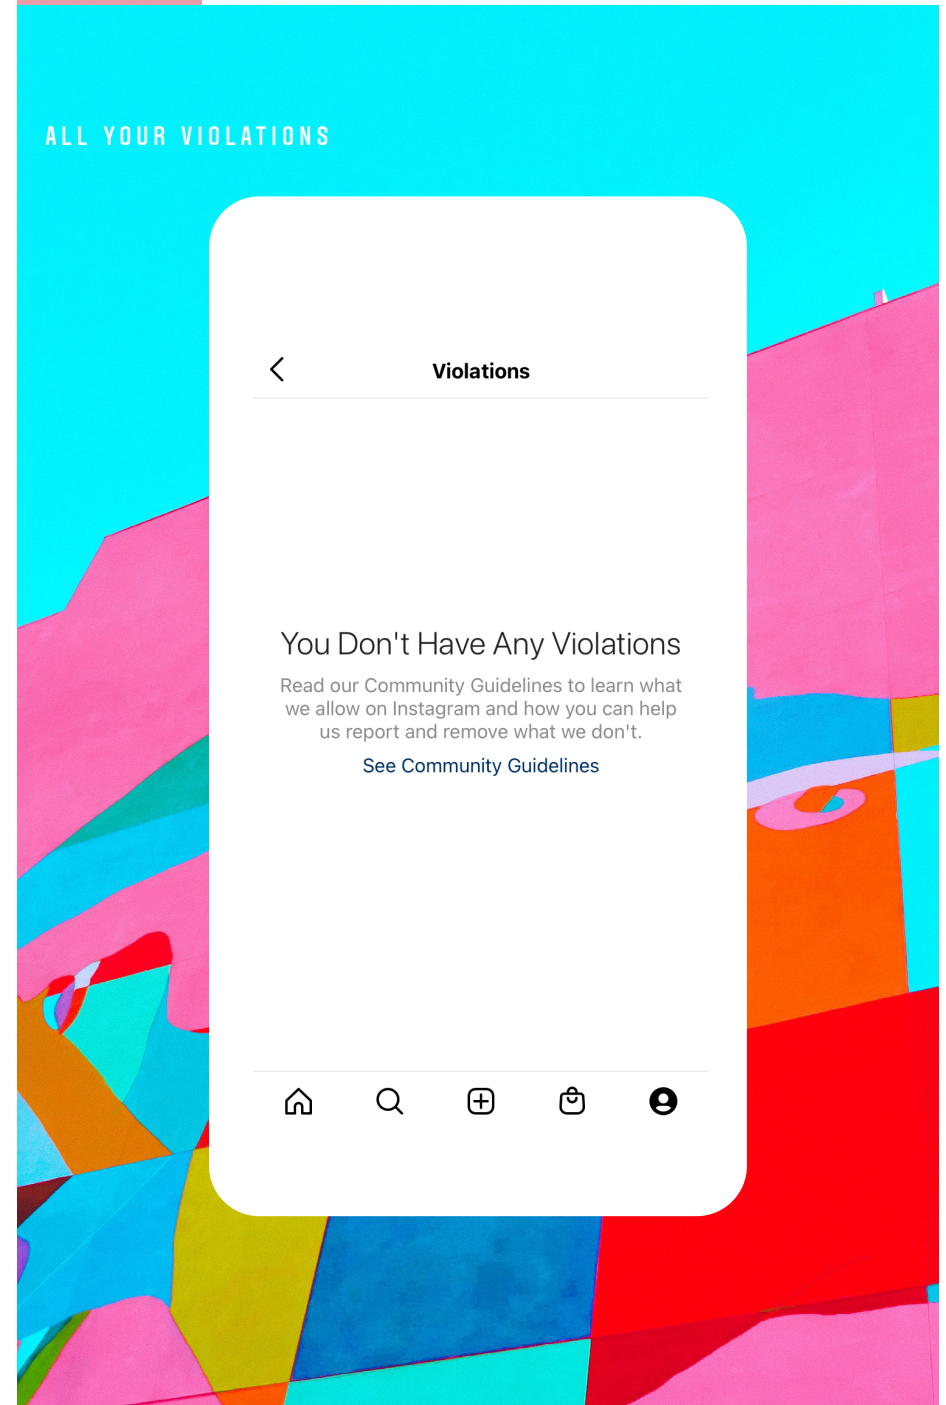 ALL YOUR VIOLATIONS
Violations
You Don't Have Any Violations
Read our Community Guidelines to learn what
we allow on Instagram and how you can help
us report and remove what we don't.
See Community Guidelines